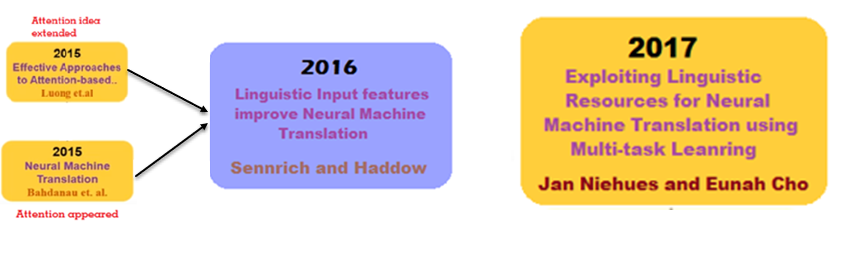 Attention idea
extended
2015
Effective Approaches
to Attention-based..
Luong et.al
2015
Neural Machine
Translation
Bahdanau et. al.
Attention appeared
2016
Linguistic Input features
improve Neural Machine
Translation
Sennrich and Haddow
2017
Exploiting Linguistic
Resources for Neural
Machine Translation using
Multi-task Leanring
Jan Niehues and Eunah Cho